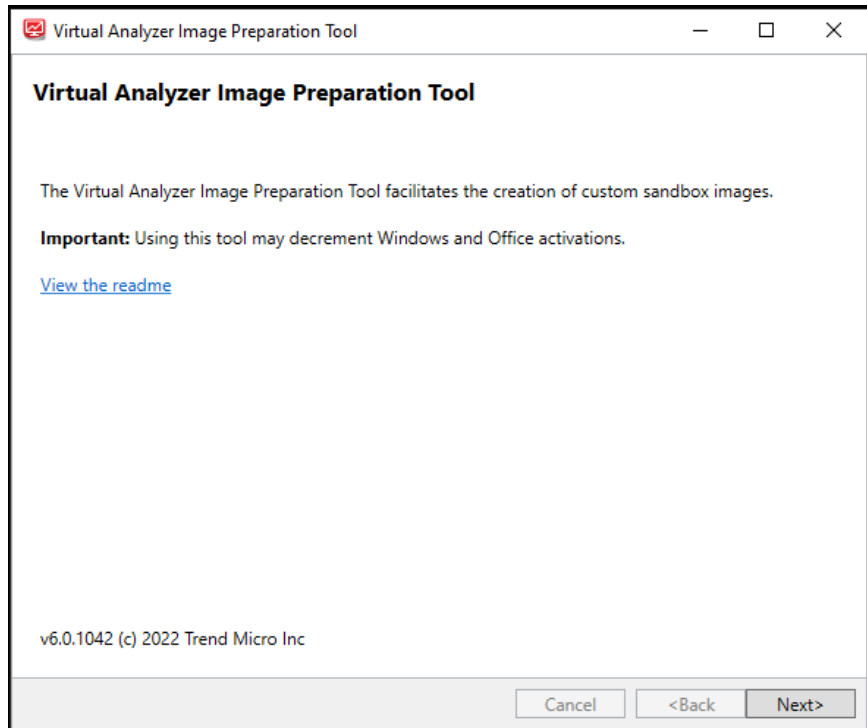 Virtual Analyzer Image Preparation Tool
Virtual Analyzer Image Preparation Tool
The Virtual Analyzer Image Preparation Tool facilitates the creation of custom sandbox images.
Important: Using this tool may decrement Windows and Office activations.
View the readme
v6.0.1042 (c) 2022 Trend Micro Inc
Cancel <Back Next>